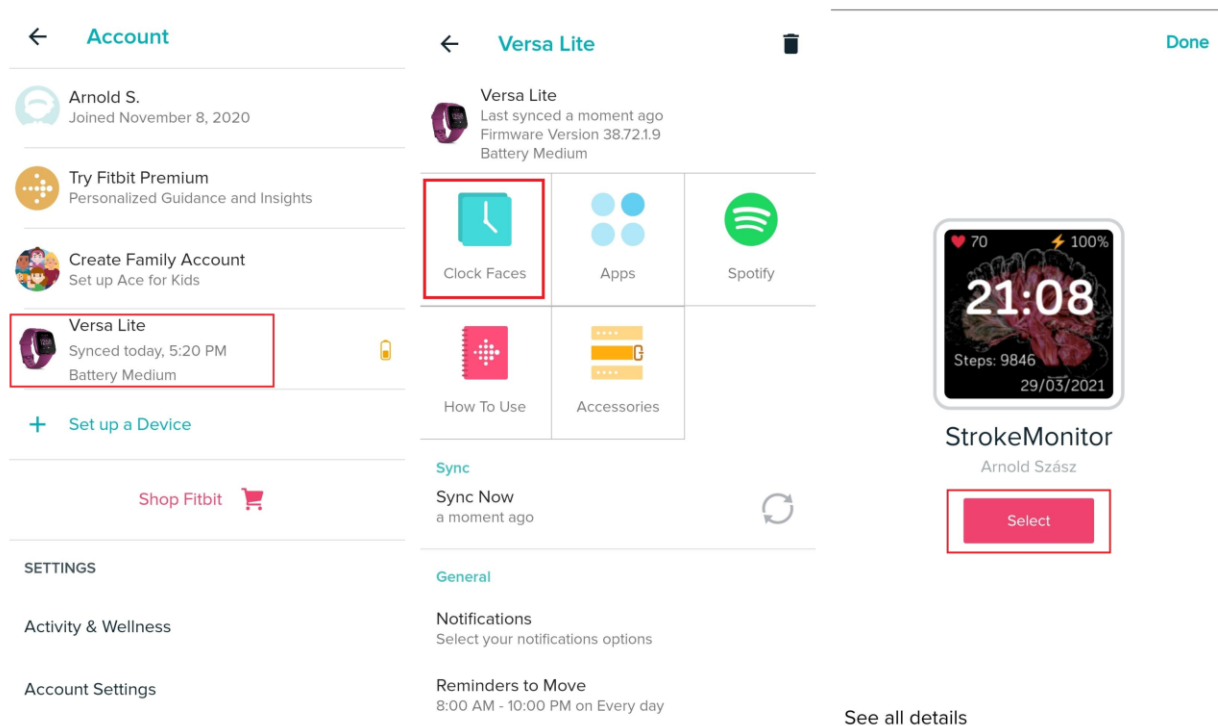 Account
Arnold S.
Joined November 8, 2020
Try Fitbit Premium
Personalized Guidance and Insights
Create Family Account
Set up Ace for Kids
Versa Lite
Synced today, 5:20 PM
Battery Medium
+ Set up a Device
Shop Fitbit
SETTINGS
Activity & Wellness
Account Settings
Versa Lite
Versa Lite
Last synced a moment ago
Firmware Version 38.72.1.9
Battery Medium
Clock Faces
Apps
Spotify
How To Use
Accessories
Sync
Sync Now
a moment ago
General
Notifications
Select your notifications options
Reminders to Move
8:00 AM - 10:00 PM on Every day
Done
70
100%
21:08
Steps: 9846
29/03/2021
StrokeMonitor
Arnold Szász
Select
See all details